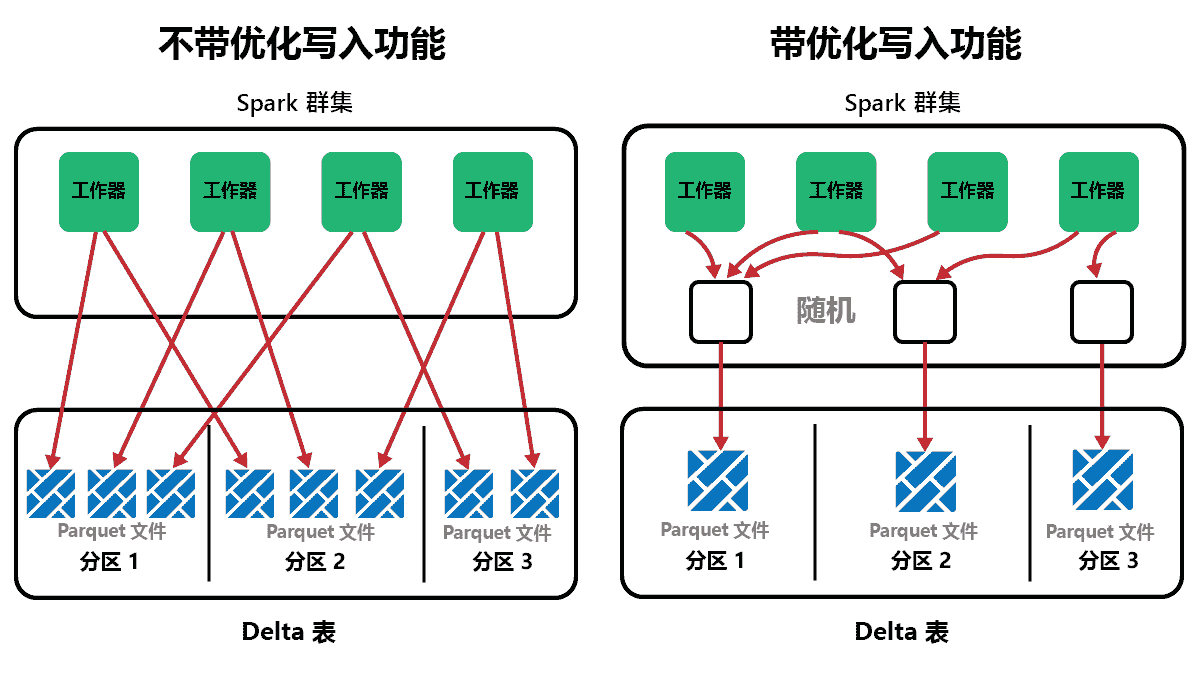 不带优化写入功能
Spark 群集
工作器
工作器
工作器
工作器
Parquet 文件
Parquet 文件
Parquet 文件
分区 1
分区 2
分区 3
Delta 表
带优化写入功能
Spark 群集
工作器
工作器
工作器
工作器
随机
Parquet 文件
Parquet 文件
Parquet 文件
分区 1
分区 2
分区 3
Delta 表